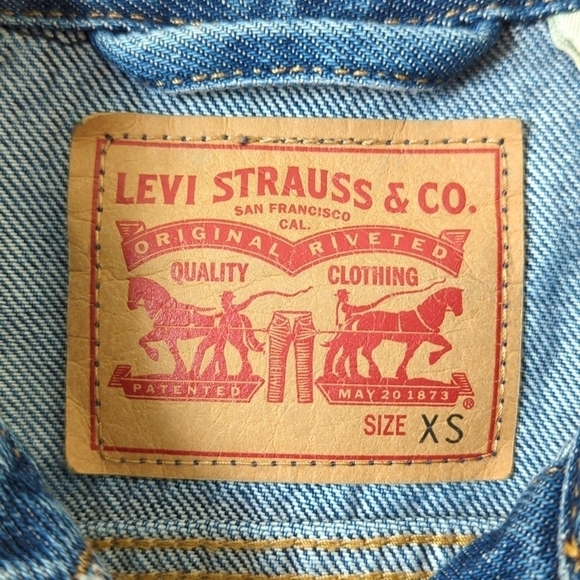 LEVI STRAUSS & CO.
SAN FRANCISCO
CAL.
ORIGINAL RIVETED
QUALITY CLOTHING
PATENTED MAY 20 1873
®
SIZE XS